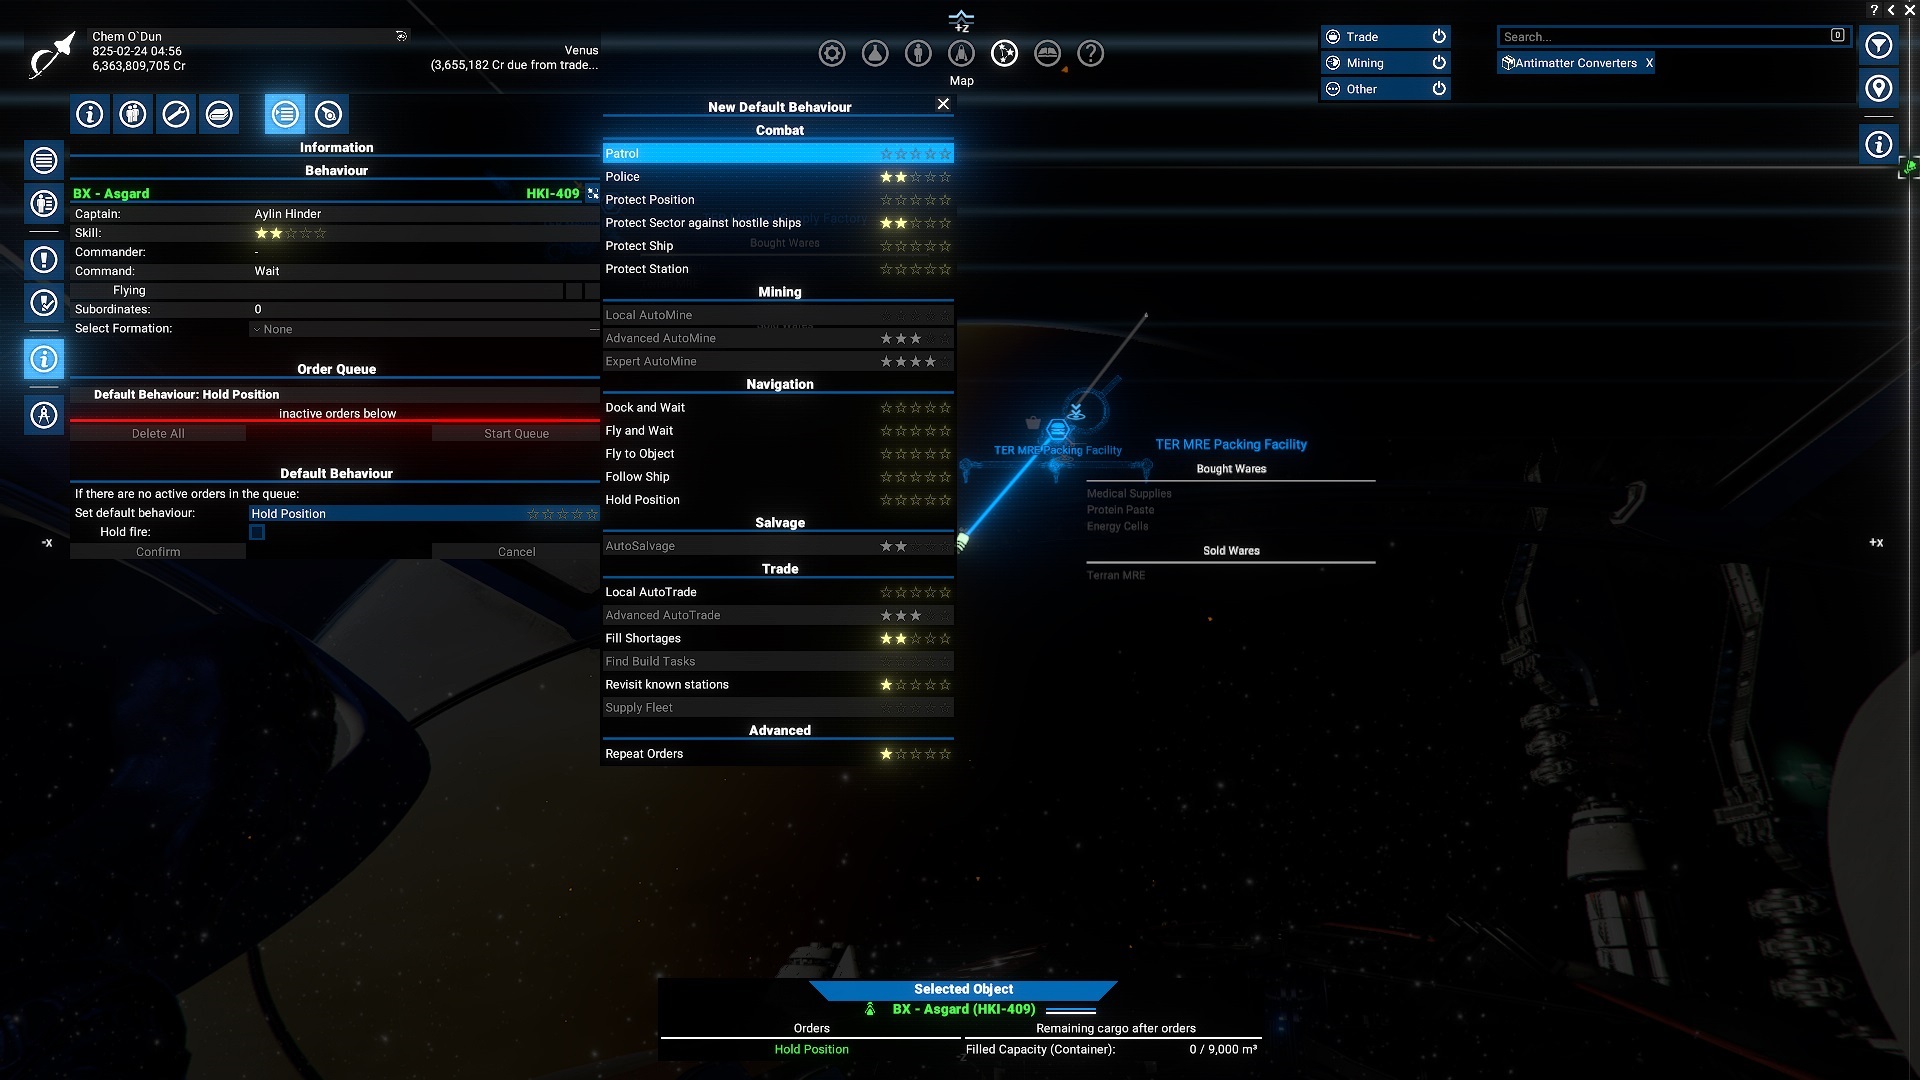 ?
Chem O`Dun
825-02-24 04:56
6,363,809,705 Cr
Venus
(3,655,182 Cr due from trade...
+z
Map
Trade
Mining
Other
Search...
Antimatter Converters X
Information
Behaviour
BX - Asgard HKI-409
Captain: Aylin Hinder
Skill:
Commander: -
Command: Wait
Flying
Subordinates: 0
Select Formation: None
Order Queue
Default Behaviour: Hold Position
inactive orders below
Delete All Start Queue
Default Behaviour
If there are no active orders in the queue:
Set default behaviour: Hold Position
Hold fire:
Confirm Cancel
New Default Behaviour
Combat
Patrol
Police
Protect Position
Protect Sector against hostile ships
Protect Ship
Protect Station
Bought Wares
Mining
Local AutoMine
Advanced AutoMine
Expert AutoMine
Navigation
Dock and Wait
Fly and Wait
Fly to Object
Follow Ship
Hold Position
Salvage
AutoSalvage
Trade
Local AutoTrade
Advanced AutoTrade
Fill Shortages
Find Build Tasks
Revisit known stations
Supply Fleet
Advanced
Repeat Orders
TER MRE Packing Facility
TER MRE Packing Facility
Bought Wares
Medical Supplies
Protein Paste
Energy Cells
Sold Wares
Terran MRE
-x
+x
Selected Object
BX - Asgard (HKI-409)
Orders
Hold Position
Remaining cargo after orders
Filled Capacity (Container): 0 / 9,000 m³
-z